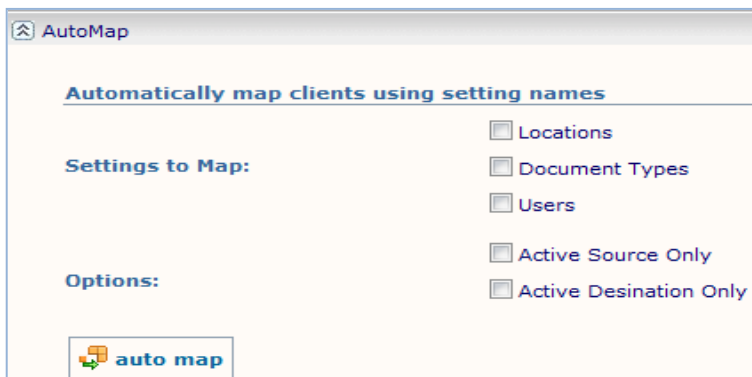 AutoMap
Automatically map clients using setting names
Locations
Settings to Map:
Document Types
Users
Active Source Only
Options:
Active Desination Only
auto map